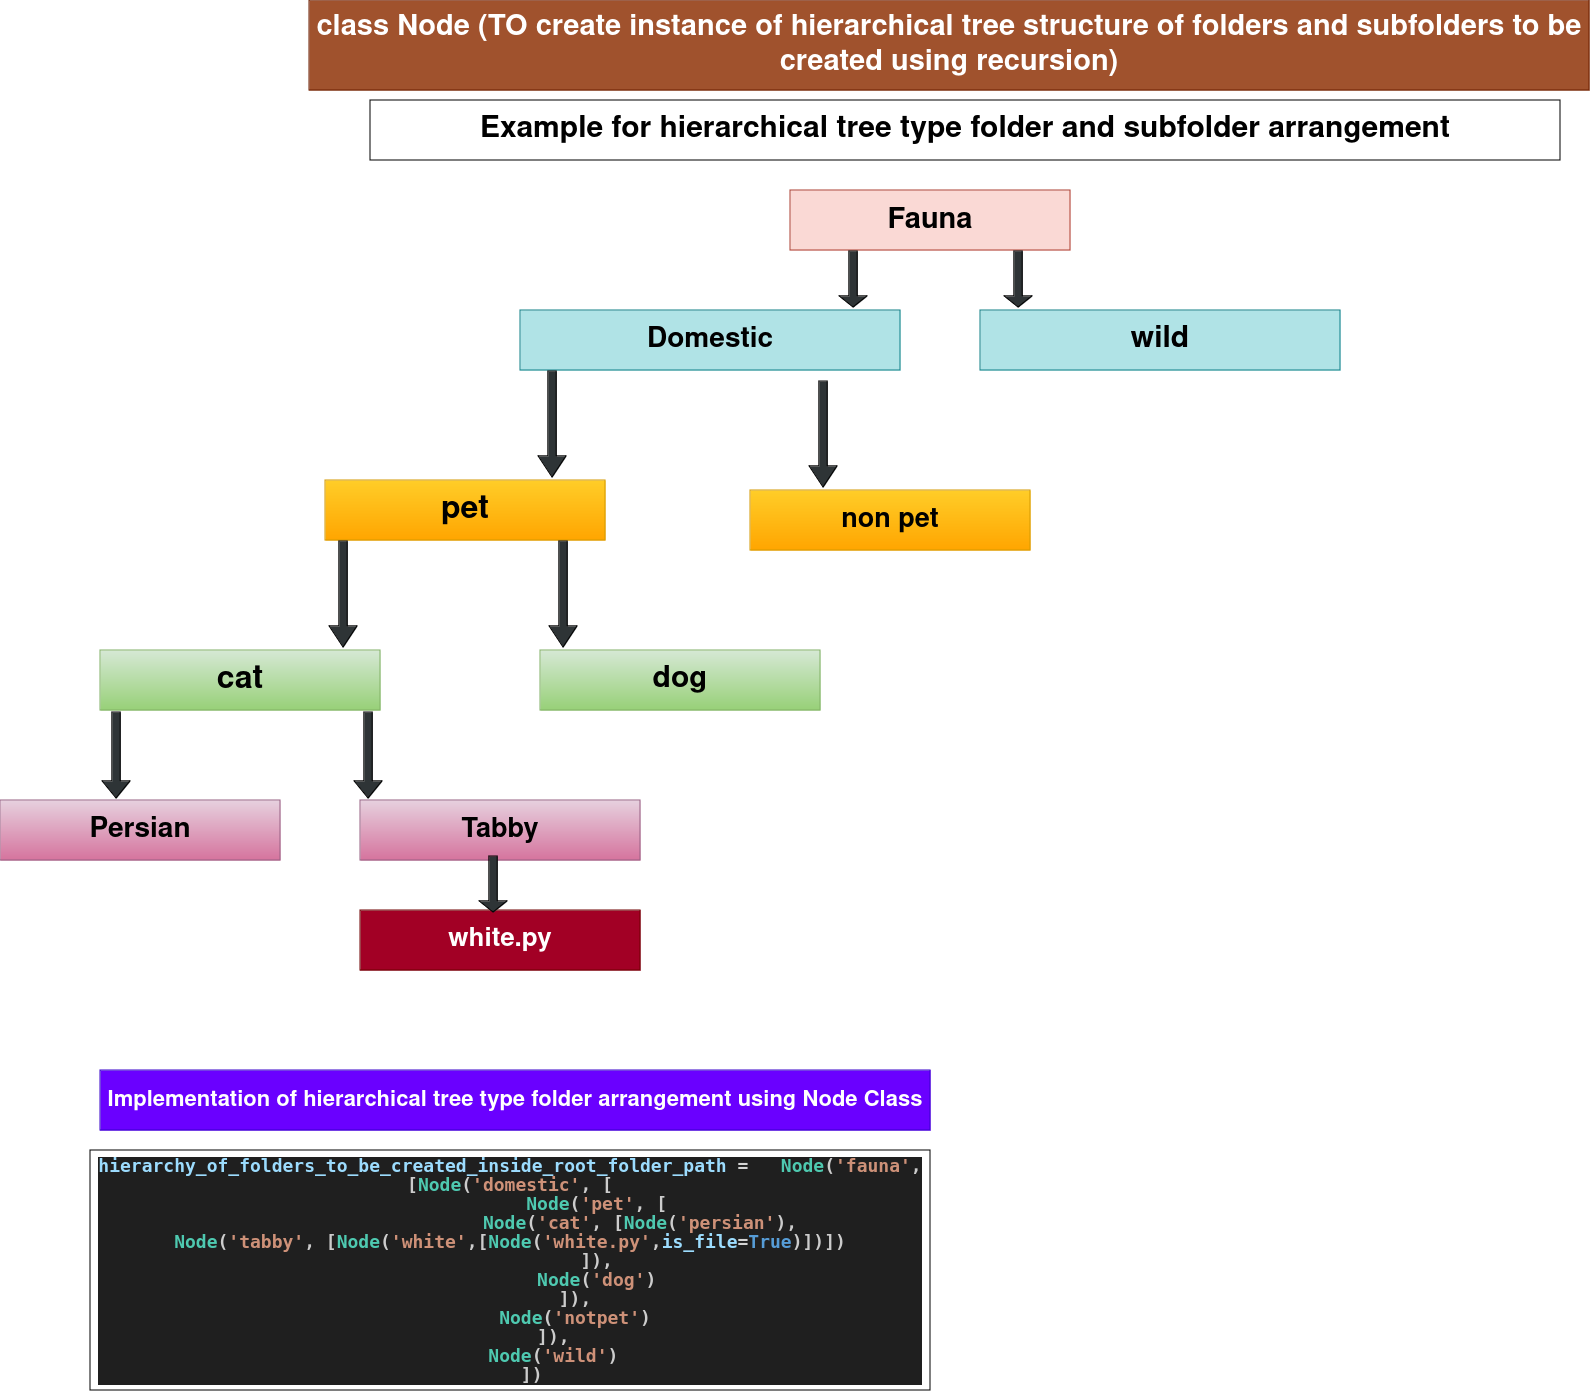 class Node (TO create instance of hierarchical tree structure of folders and subfolders to be
created using recursion)
Example for hierarchical tree type folder and subfolder arrangement
Fauna
Domestic
wild
pet
non pet
cat
dog
Persian
Tabby
white.py
Implementation of hierarchical tree type folder arrangement using Node Class
hierarchy_of_folders_to_be_created_inside_root_folder_path =   Node('fauna',
[Node('domestic', [
Node('pet', [
Node('cat', [Node('persian'),
Node('tabby', [Node('white',[Node('white.py',is_file=True)])])
]),
Node('dog')
]),
Node('notpet')
]),
Node('wild')
])